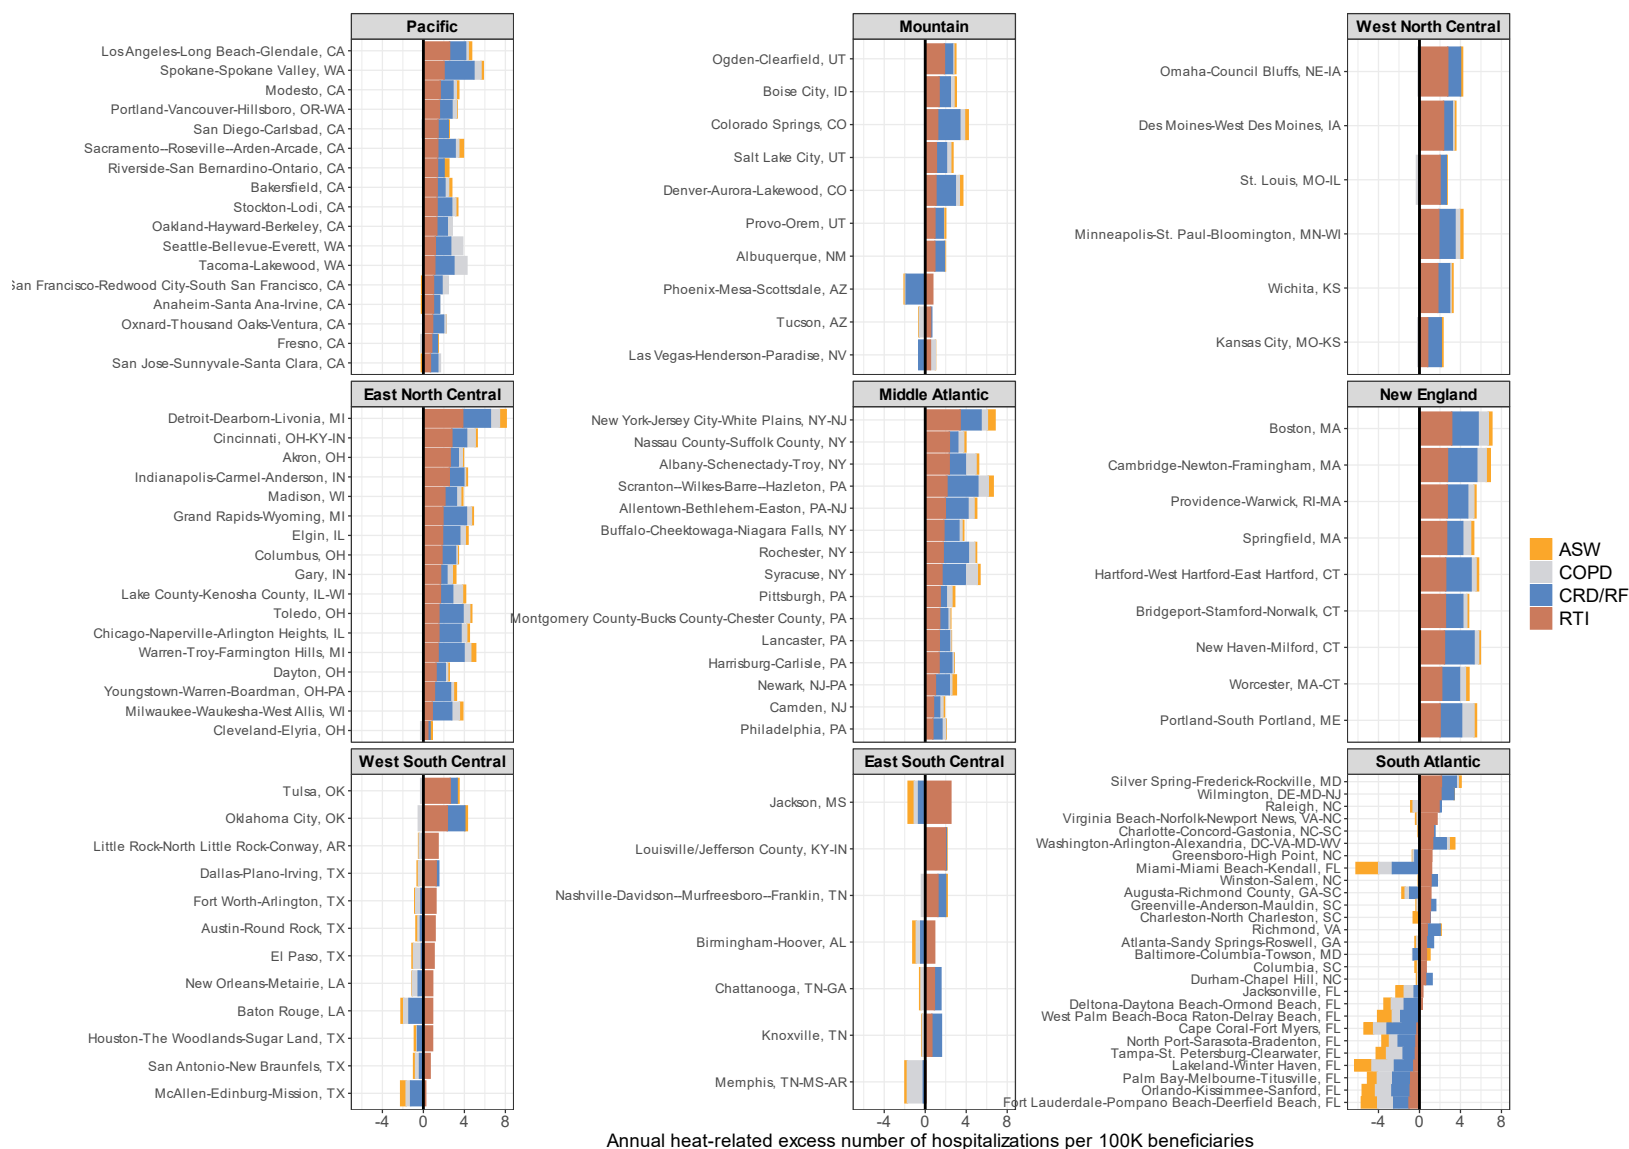 Pacific
Los Angeles-Long Beach-Glendale, CA
Spokane-Spokane Valley, WA
Modesto, CA
Portland-Vancouver-Hillsboro, OR-WA
San Diego-Carlsbad, CA
Sacramento--Roseville--Arden-Arcade, CA
Riverside-San Bernardino-Ontario, CA
Bakersfield, CA
Stockton-Lodi, CA
Oakland-Hayward-Berkeley, CA
Seattle-Bellevue-Everett, WA
Tacoma-Lakewood, WA
San Francisco-Redwood City-South San Francisco, CA
Anaheim-Santa Ana-Irvine, CA
Oxnard-Thousand Oaks-Ventura, CA
Fresno, CA
San Jose-Sunnyvale-Santa Clara, CA
Mountain
Ogden-Clearfield, UT
Boise City, ID
Colorado Springs, CO
Salt Lake City, UT
Denver-Aurora-Lakewood, CO
Provo-Orem, UT
Albuquerque, NM
Phoenix-Mesa-Scottsdale, AZ
Tucson, AZ
Las Vegas-Henderson-Paradise, NV
West North Central
Omaha-Council Bluffs, NE-IA
Des Moines-West Des Moines, IA
St. Louis, MO-IL
Minneapolis-St. Paul-Bloomington, MN-WI
Wichita, KS
Kansas City, MO-KS
East North Central
Detroit-Dearborn-Livonia, MI
Cincinnati, OH-KY-IN
Akron, OH
Indianapolis-Carmel-Anderson, IN
Madison, WI
Grand Rapids-Wyoming, MI
Elgin, IL
Columbus, OH
Gary, IN
Lake County-Kenosha County, IL-WI
Toledo, OH
Chicago-Naperville-Arlington Heights, IL
Warren-Troy-Farmington Hills, MI
Dayton, OH
Youngstown-Warren-Boardman, OH-PA
Milwaukee-Waukesha-West Allis, WI
Cleveland-Elyria, OH
Middle Atlantic
New York-Jersey City-White Plains, NY-NJ
Nassau County-Suffolk County, NY
Albany-Schenectady-Troy, NY
Scranton--Wilkes-Barre--Hazleton, PA
Allentown-Bethlehem-Easton, PA-NJ
Buffalo-Cheektowaga-Niagara Falls, NY
Rochester, NY
Syracuse, NY
Pittsburgh, PA
Montgomery County-Bucks County-Chester County, PA
Lancaster, PA
Harrisburg-Carlisle, PA
Newark, NJ-PA
Camden, NJ
Philadelphia, PA
New England
Boston, MA
Cambridge-Newton-Framingham, MA
Providence-Warwick, RI-MA
Springfield, MA
Hartford-West Hartford-East Hartford, CT
Bridgeport-Stamford-Norwalk, CT
New Haven-Milford, CT
Worcester, MA-CT
Portland-South Portland, ME
ASW
COPD
CRD/RF
RTI
West South Central
Tulsa, OK
Oklahoma City, OK
Little Rock-North Little Rock-Conway, AR
Dallas-Plano-Irving, TX
Fort Worth-Arlington, TX
Austin-Round Rock, TX
El Paso, TX
New Orleans-Metairie, LA
Baton Rouge, LA
Houston-The Woodlands-Sugar Land, TX
San Antonio-New Braunfels, TX
McAllen-Edinburg-Mission, TX
-4 0 4 8
East South Central
Jackson, MS
Louisville/Jefferson County, KY-IN
Nashville-Davidson--Murfreesboro--Franklin, TN
Birmingham-Hoover, AL
Chattanooga, TN-GA
Knoxville, TN
Memphis, TN-MS-AR
-4 0 4 8
South Atlantic
Silver Spring-Frederick-Rockville, MD
Wilmington, DE-MD-NJ
Raleigh, NC
Virginia Beach-Norfolk-Newport News, VA-NC
Charlotte-Concord-Gastonia, NC-SC
Washington-Arlington-Alexandria, DC-VA-MD-WV
Greensboro-High Point, NC
Miami-Miami Beach-Kendall, FL
Winston-Salem, NC
Augusta-Richmond County, GA-SC
Greenville-Anderson-Mauldin, SC
Charleston-North Charleston, SC
Richmond, VA
Atlanta-Sandy Springs-Roswell, GA
Baltimore-Columbia-Towson, MD
Columbia, SC
Durham-Chapel Hill, NC
Jacksonville, FL
Deltona-Daytona Beach-Ormond Beach, FL
West Palm Beach-Boca Raton-Delray Beach, FL
Cape Coral-Fort Myers, FL
North Port-Sarasota-Bradenton, FL
Tampa-St. Petersburg-Clearwater, FL
Lakeland-Winter Haven, FL
Palm Bay-Melbourne-Titusville, FL
Orlando-Kissimmee-Sanford, FL
Fort Lauderdale-Pompano Beach-Deerfield Beach, FL
-4 0 4 8
Annual heat-related excess number of hospitalizations per 100K beneficiaries